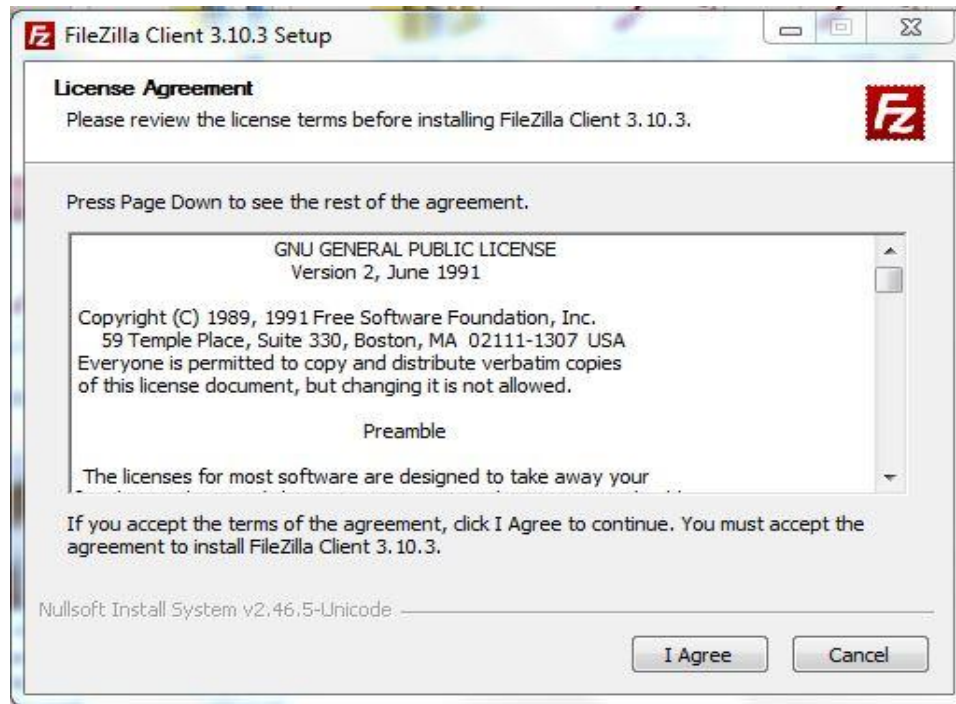 FileZilla Client 3.10.3 Setup
License Agreement
Please review the license terms before installing FileZilla Client 3.10.3.
Fz
Press Page Down to see the rest of the agreement.
GNU GENERAL PUBLIC LICENSE
Version 2, June 1991
Copyright (C) 1989, 1991 Free Software Foundation, Inc.
59 Temple Place, Suite 330, Boston, MA 02111-1307 USA
Everyone is permitted to copy and distribute verbatim copies
of this license document, but changing it is not allowed.
Preamble
The licenses for most software are designed to take away your
If you accept the terms of the agreement, click I Agree to continue. You must accept the
agreement to install FileZilla Client 3.10.3.
Nullsoft Install System v2.46.5-Unicode
I Agree Cancel